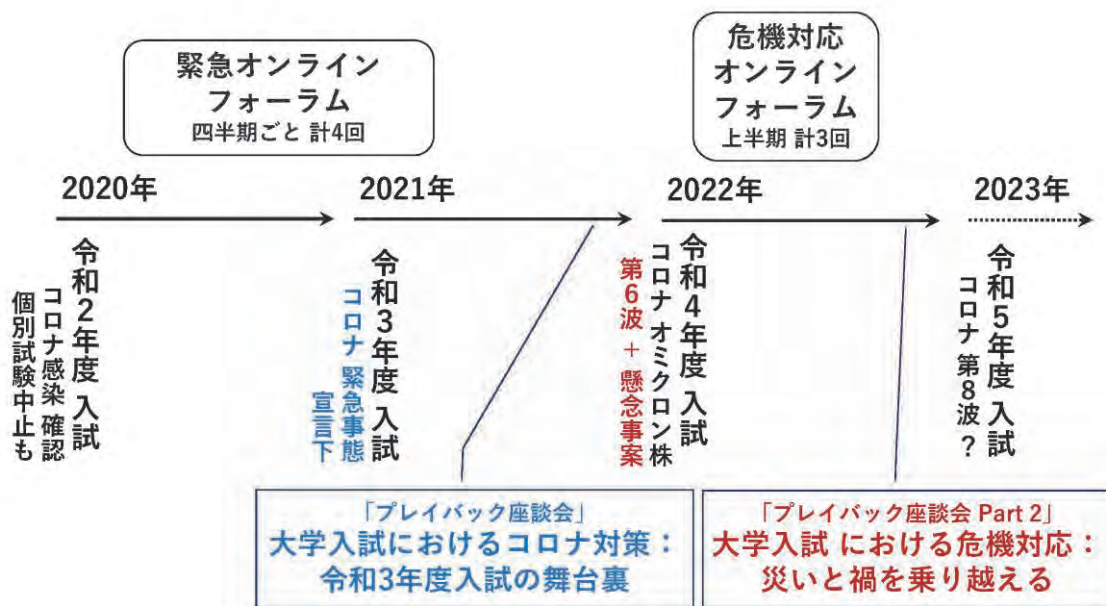 緊急オンライン
フォーラム
四半期ごと 計4回
危機対応
オンライン
フォーラム
上半期 計3回
2020年
2021年
2022年
2023年
令和2年度 入試
コロナ感染 確認
個別試験中止も
令和3年度 入試
コロナ 緊急事態
宣言下
令和4年度 入試
コロナ オミクロン株
第6波 + 懸念事案
令和5年度 入試
コロナ 第8波？
「プレイバック座談会」
大学入試におけるコロナ対策：
令和3年度入試の舞台裏
「プレイバック座談会 Part 2」
大学入試 における危機対応：
災いと禍を乗り越える